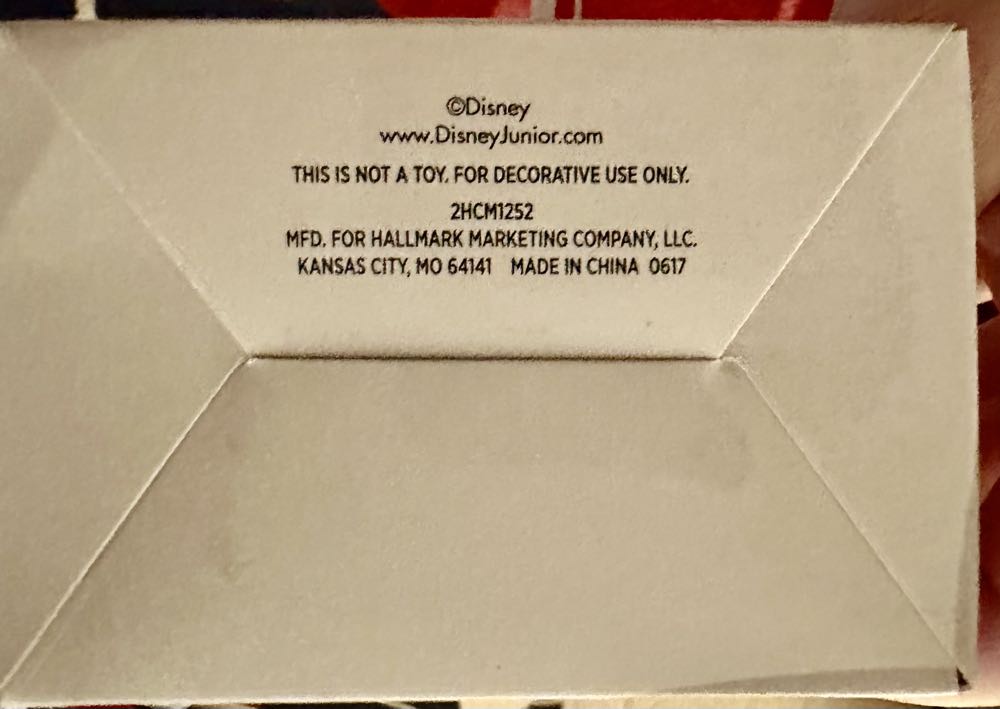 ©Disney
www.DisneyJunior.com
THIS IS NOT A TOY. FOR DECORATIVE USE ONLY.
2HCM1252
MFD. FOR HALLMARK MARKETING COMPANY, LLC.
KANSAS CITY, MO 64141 MADE IN CHINA 0617